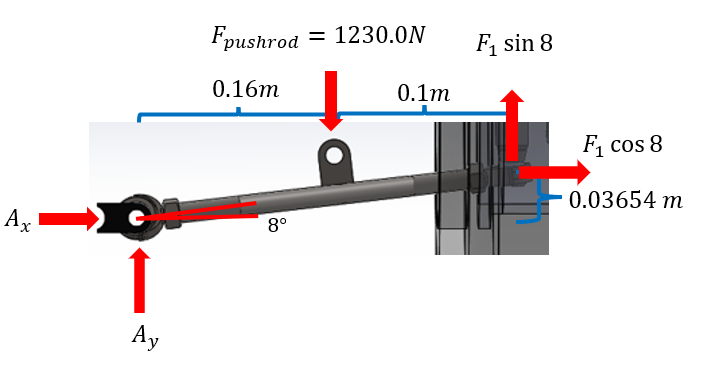 F_pushrod = 1230.0N
F_1 sin 8
0.16m
0.1m
F_1 cos 8
0.03654 m
A_x
8°
A_y